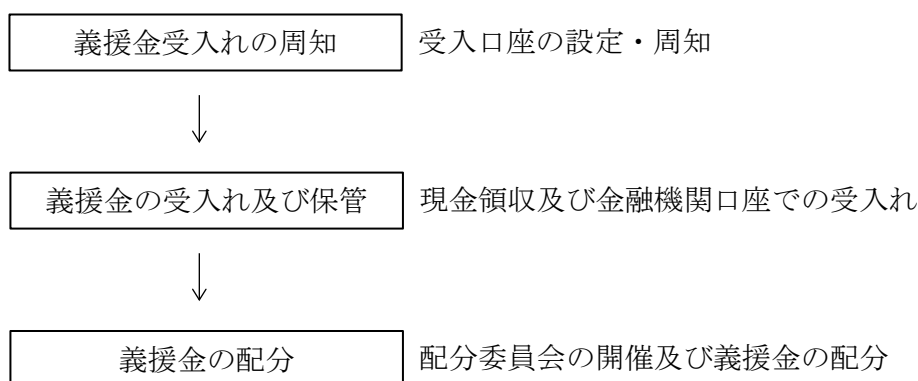 義援金受入れの周知 受入口座の設定・周知
義援金の受入れ及び保管 現金領収及び金融機関口座での受入れ
義援金の配分 配分委員会の開催及び義援金の配分